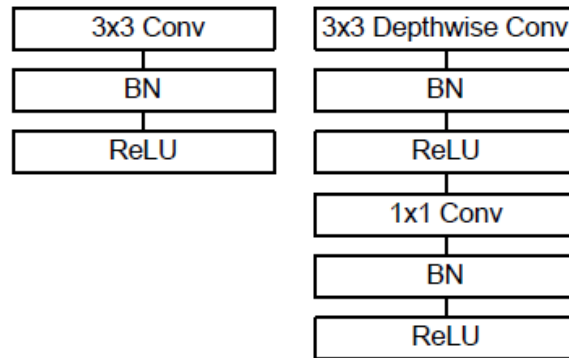 3x3 Conv
BN
ReLU
3x3 Depthwise Conv
BN
ReLU
1x1 Conv
BN
ReLU